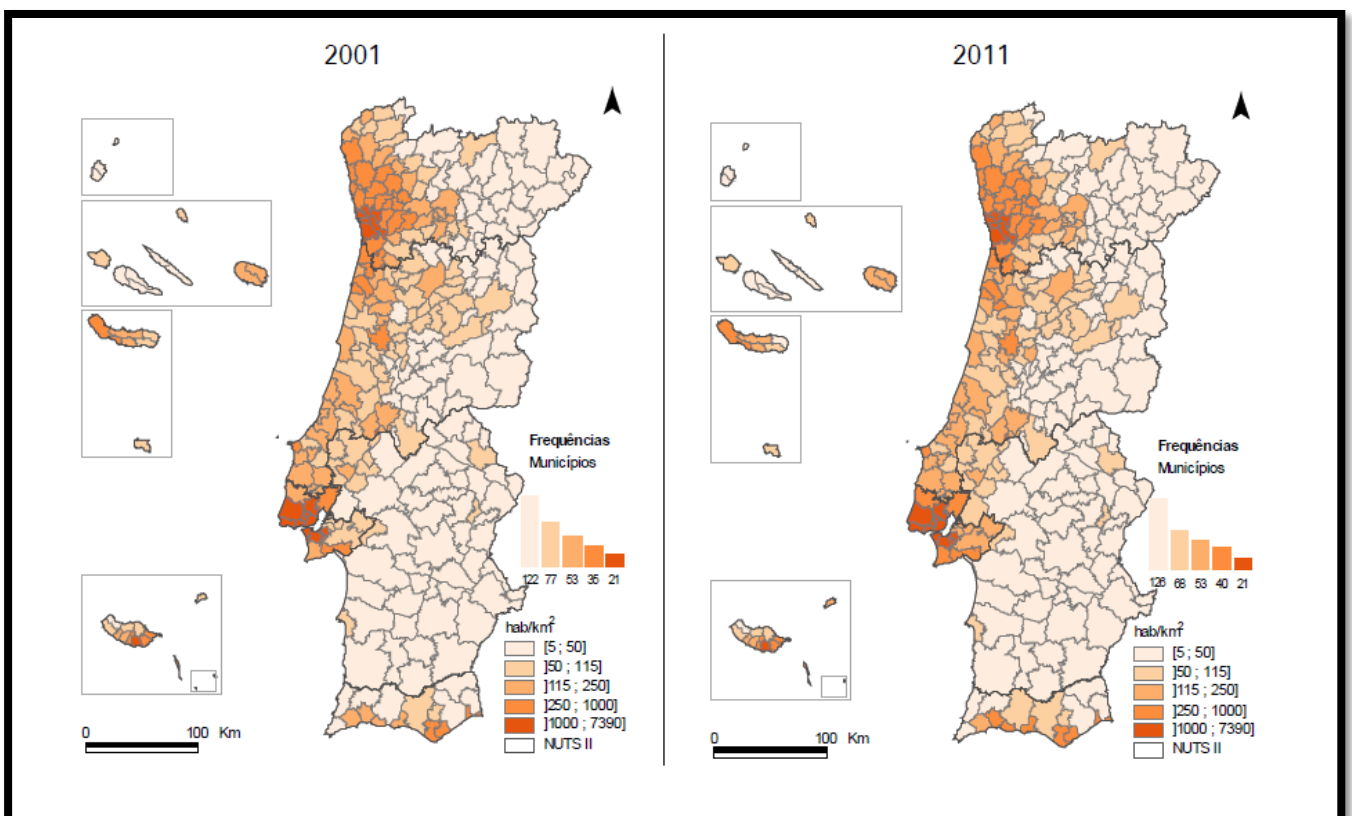 2001
Frequências
Municípios
122 77 53 35 21
hab/km²
[5 ; 50]
]50 ; 115]
]115 ; 250]
]250 ; 1000]
]1000 ; 7390]
NUTS II
0 100 Km
2011
Frequências
Municípios
126 68 53 40 21
hab/km²
[5 ; 50]
]50 ; 115]
]115 ; 250]
]250 ; 1000]
]1000 ; 7390]
NUTS II
0 100 Km